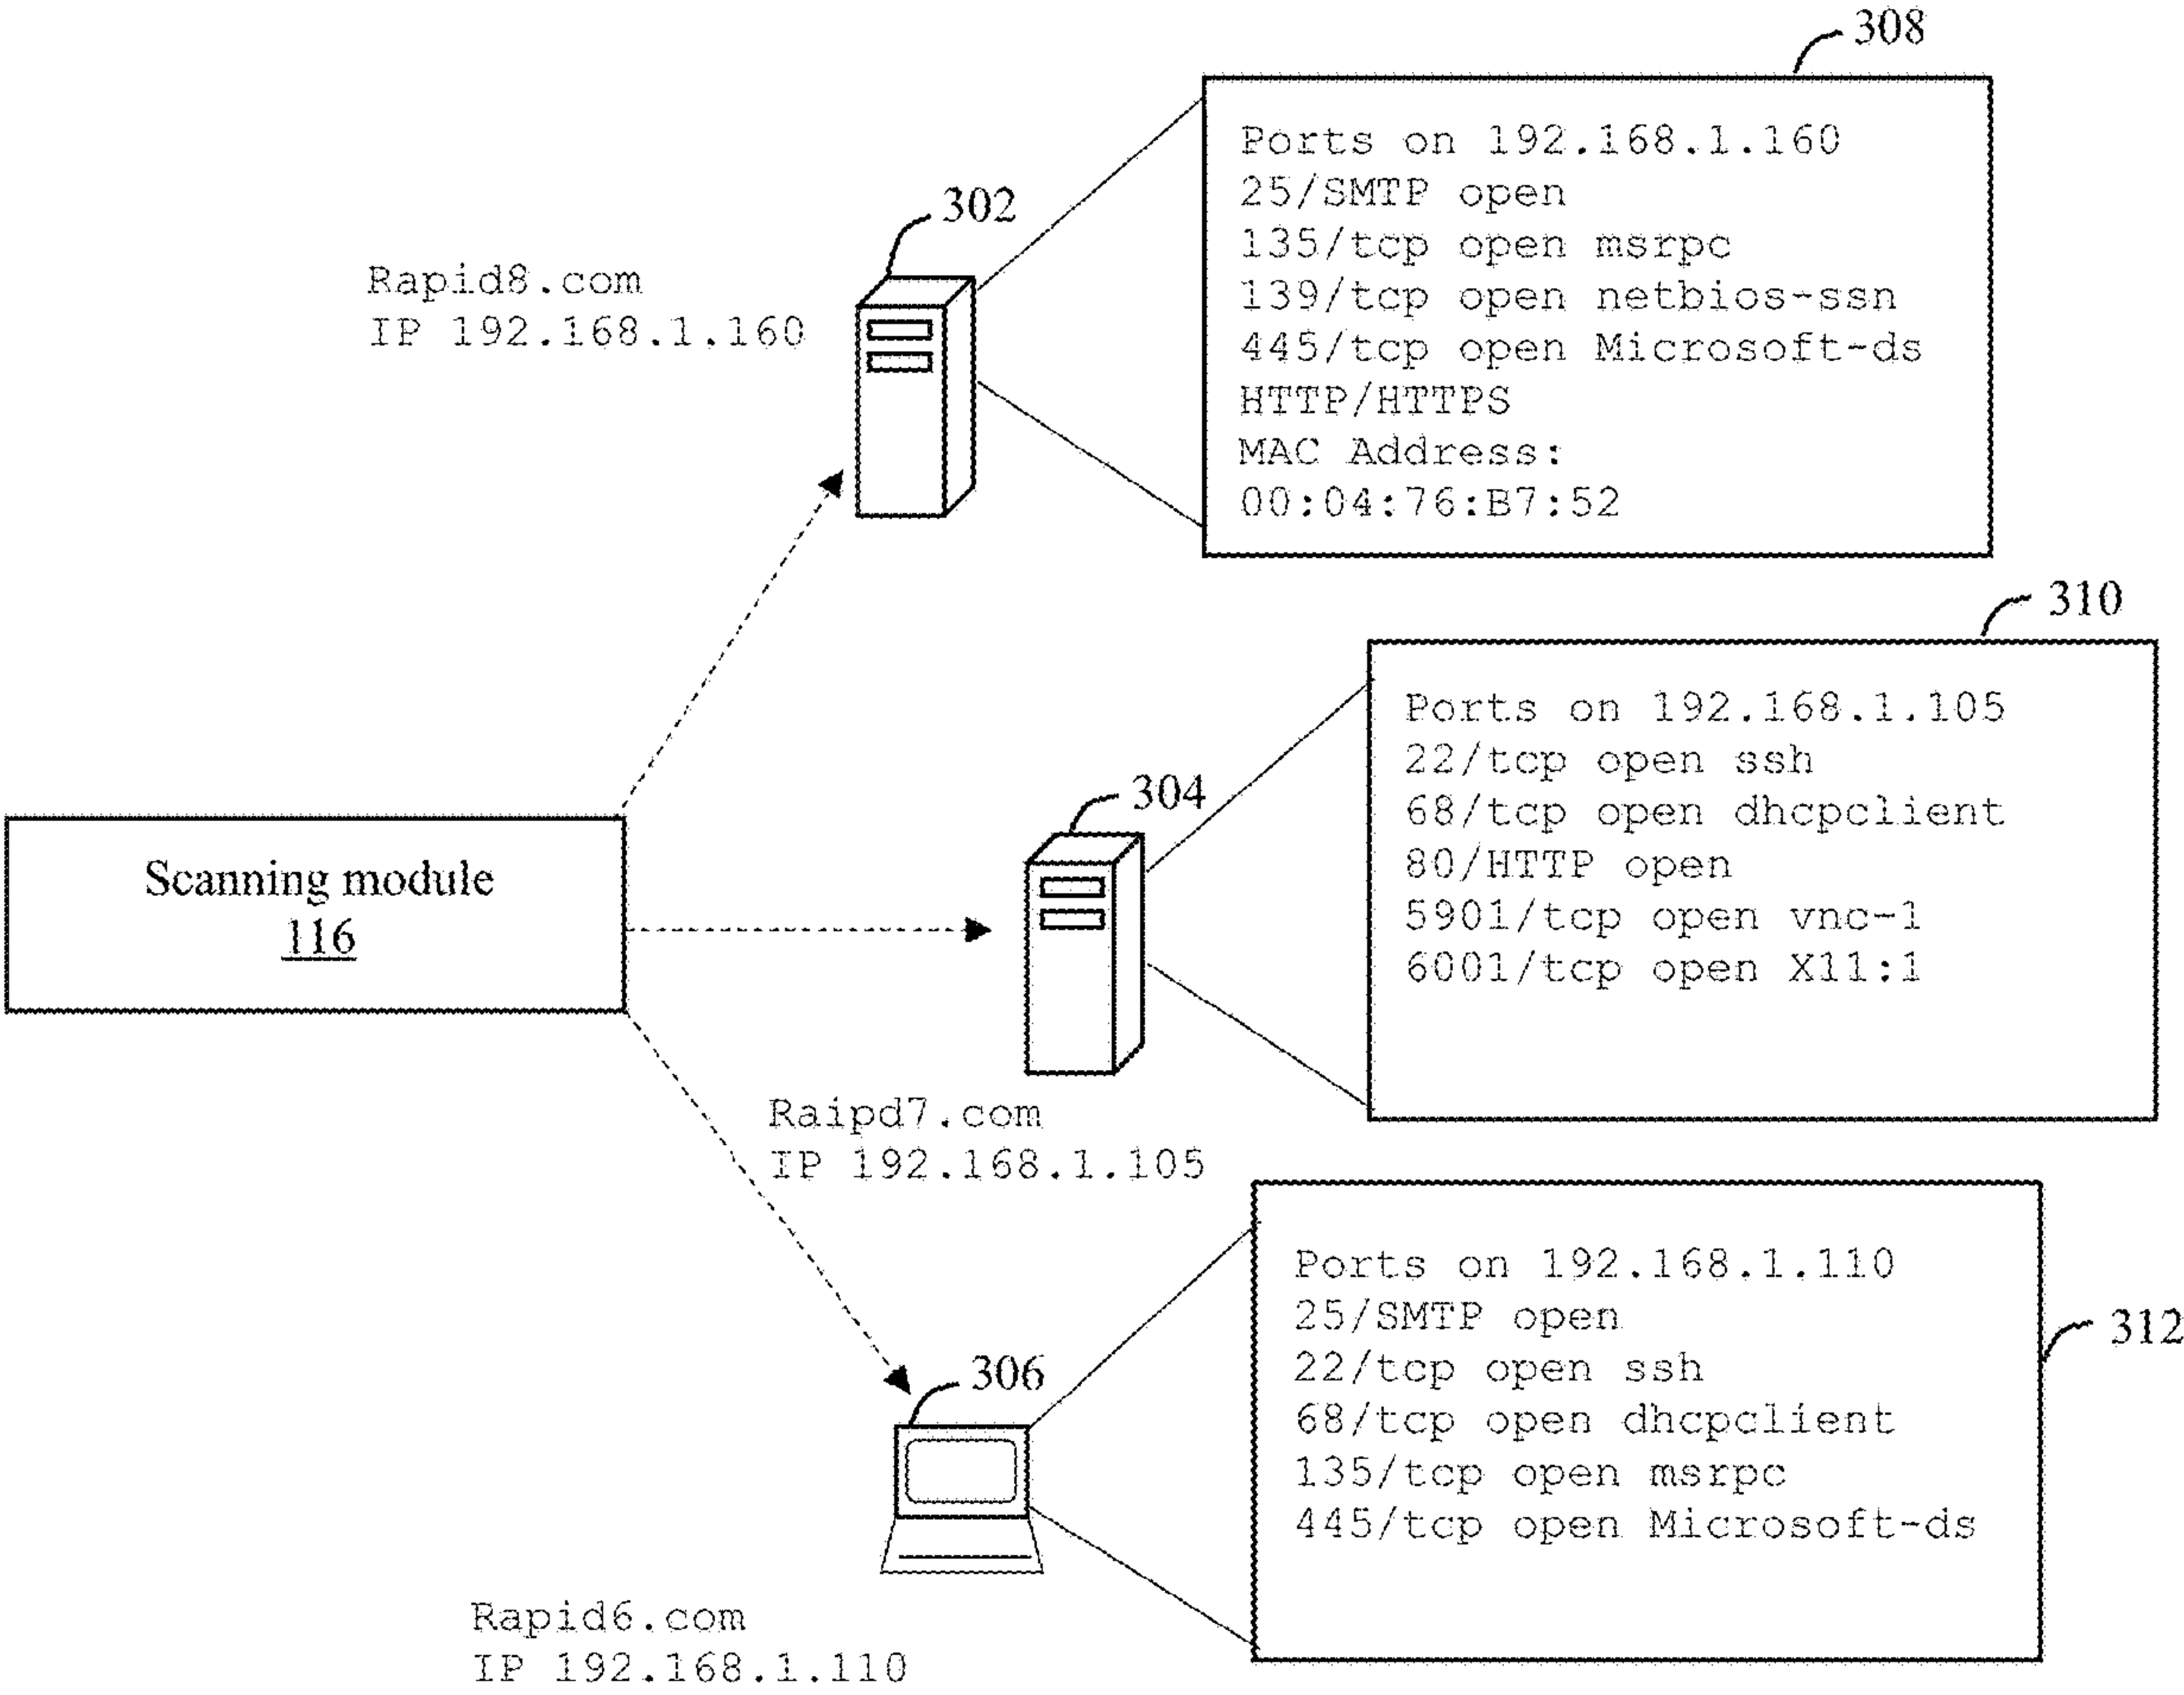 308
Ports on 192.168.1.160
25/SMTP open
135/tcp open msrpc
139/tcp open netbios-ssn
445/tcp open Microsoft-ds
HTTP/HTTPS
MAC Address:
00:04:76:B7:52
302
Rapid8.com
IP 192.168.1.160
310
Ports on 192.168.1.105
22/tcp open ssh
68/tcp open dhcpclient
80/HTTP open
5901/tcp open vnc-1
6001/tcp open X11:1
304
Scanning module
116
Raipd7.com
IP 192.168.1.105
Ports on 192.168.1.110
25/SMTP open
22/tcp open ssh
68/tcp open dhcpclient
135/tcp open msrpc
445/tcp open Microsoft-ds
312
306
Rapid6.com
IP 192.168.1.110